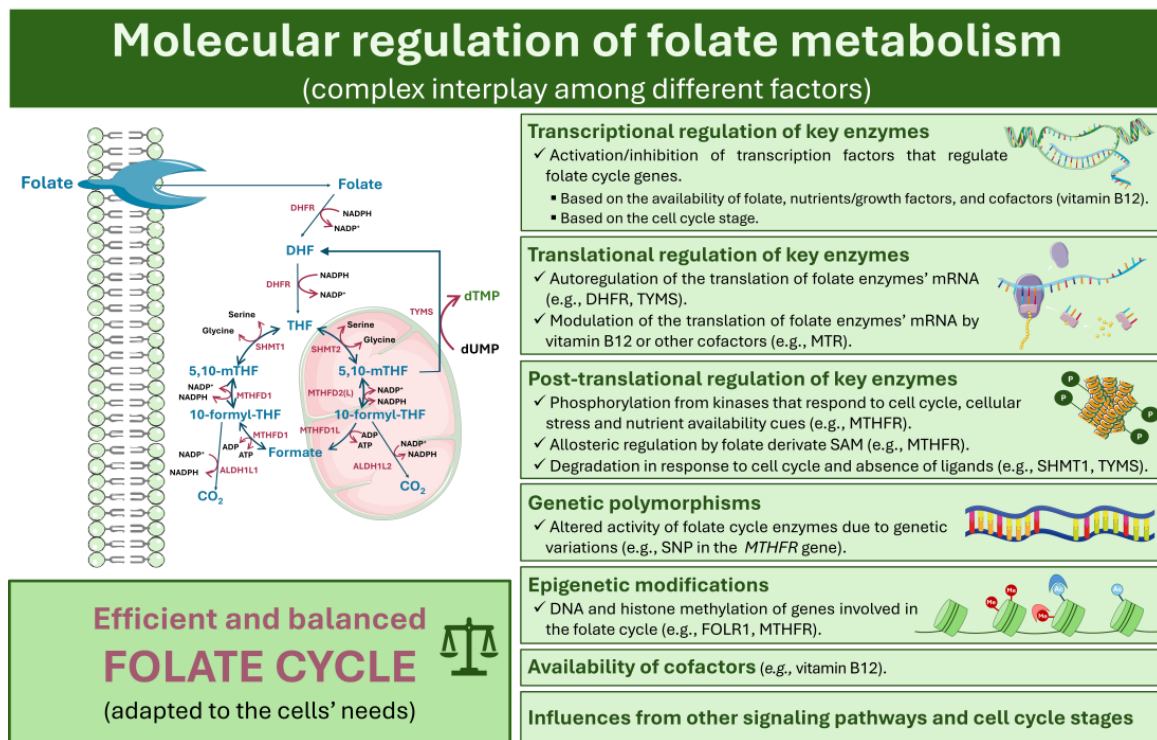 Molecular regulation of folate metabolism
(complex interplay among different factors)
Folate
Folate
DHFR
NADPH
NADP⁺
DHF
DHFR
NADPH
NADP⁺
THF
Serine
Glycine
SHMT1
SHMT2
Serine
Glycine
TYMS
dTMP
dUMP
5,10-mTHF
5,10-mTHF
NADP⁺
NADPH
MTHFD1
MTHFD2(L)
NADP⁺
NADPH
10-formyl-THF
10-formyl-THF
MTHFD1
ADP
ATP
MTHFD1L
ADP
ATP
Formate
NADP⁺
NADPH
ALDH1L1
ALDH1L2
NADP⁺
NADPH
CO₂
CO₂
Efficient and balanced
FOLATE CYCLE
(adapted to the cells’ needs)
Transcriptional regulation of key enzymes
✓ Activation/inhibition of transcription factors that regulate
folate cycle genes.
▪ Based on the availability of folate, nutrients/growth factors, and cofactors (vitamin B12).
▪ Based on the cell cycle stage.
Translational regulation of key enzymes
✓ Autoregulation of the translation of folate enzymes’ mRNA
(e.g., DHFR, TYMS).
✓ Modulation of the translation of folate enzymes’ mRNA by
vitamin B12 or other cofactors (e.g., MTR).
Post-translational regulation of key enzymes
✓ Phosphorylation from kinases that respond to cell cycle, cellular
stress and nutrient availability cues (e.g., MTHFR).
✓ Allosteric regulation by folate derivate SAM (e.g., MTHFR).
✓ Degradation in response to cell cycle and absence of ligands (e.g., SHMT1, TYMS).
P
P
P
P
Genetic polymorphisms
✓ Altered activity of folate cycle enzymes due to genetic
variations (e.g., SNP in the MTHFR gene).
Epigenetic modifications
✓ DNA and histone methylation of genes involved in
the folate cycle (e.g., FOLR1, MTHFR).
Me
Me
Me
Ac
Ac
Availability of cofactors (e.g., vitamin B12).
Influences from other signaling pathways and cell cycle stages